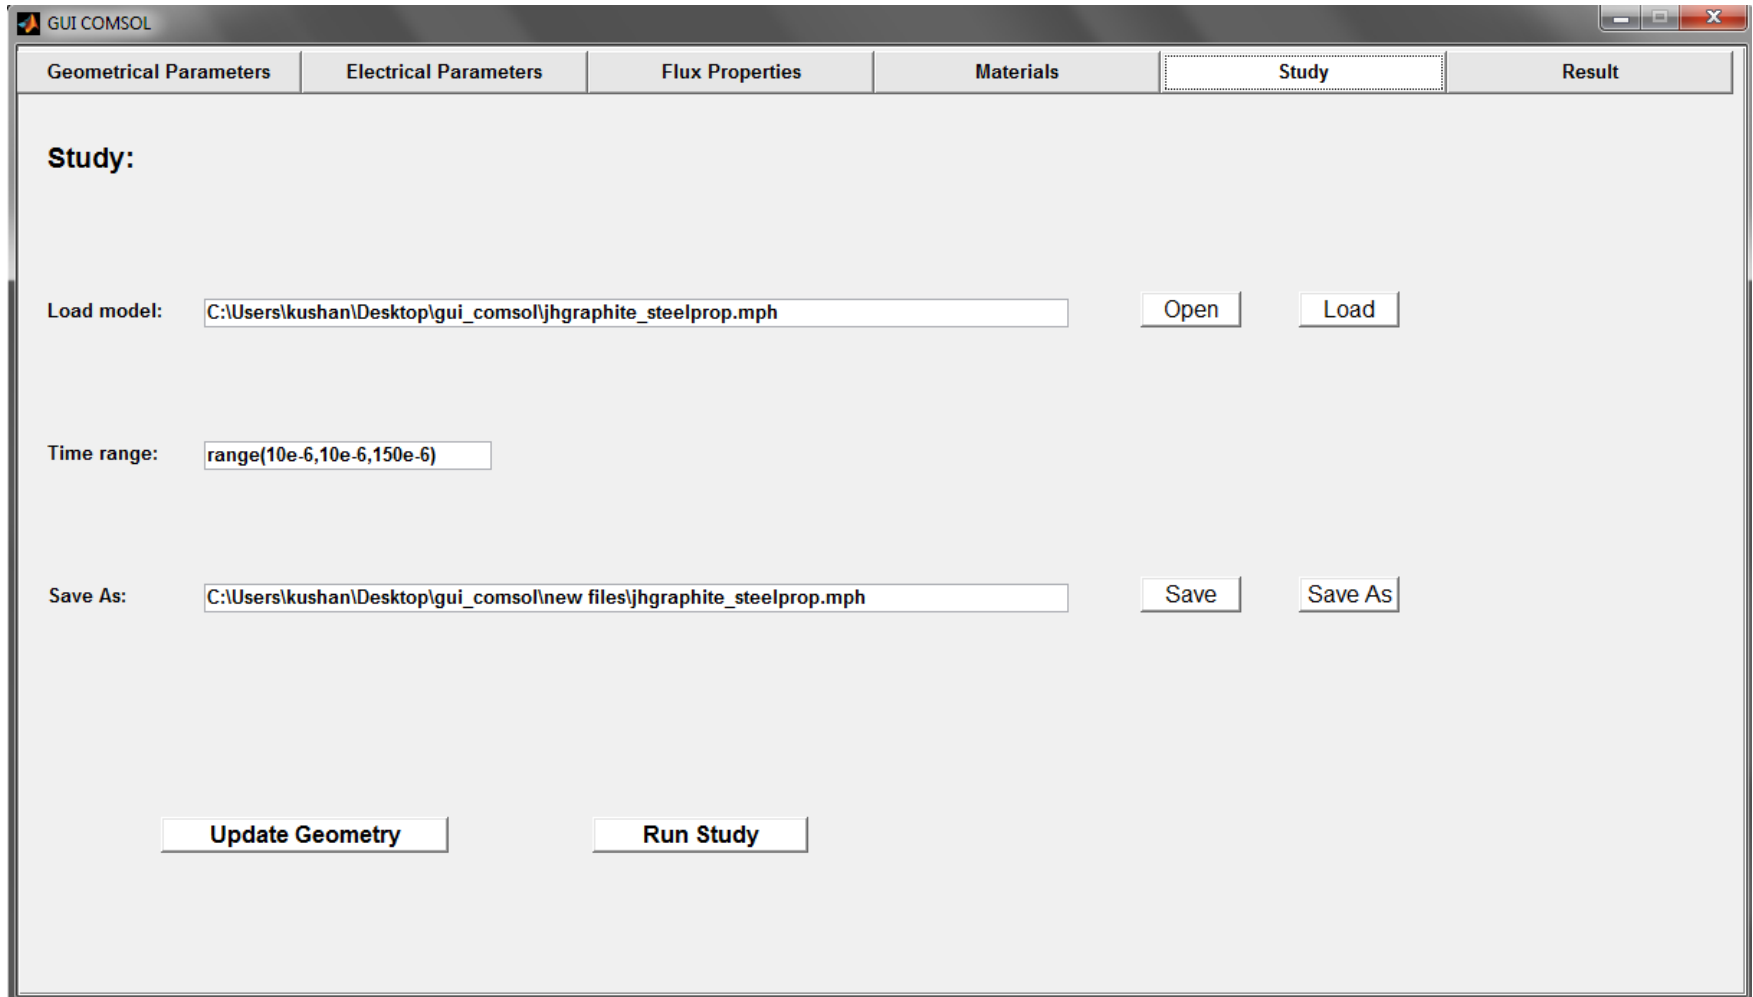 GUI COMSOL
Geometrical Parameters Electrical Parameters Flux Properties Materials Study Result
Study:
Load model: C:\Users\kushan\Desktop\gui_comsol\jhgraphite_steelprop.mph Open Load
Time range: range(10e-6,10e-6,150e-6)
Save As: C:\Users\kushan\Desktop\gui_comsol\new files\jhgraphite_steelprop.mph Save Save As
Update Geometry Run Study